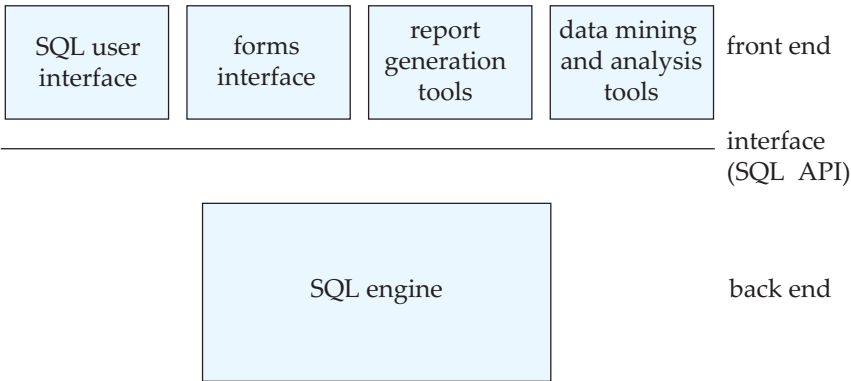 SQL user
interface
forms
interface
report
generation
tools
data mining
and analysis
tools
front end
interface
(SQL API)
SQL engine
back end